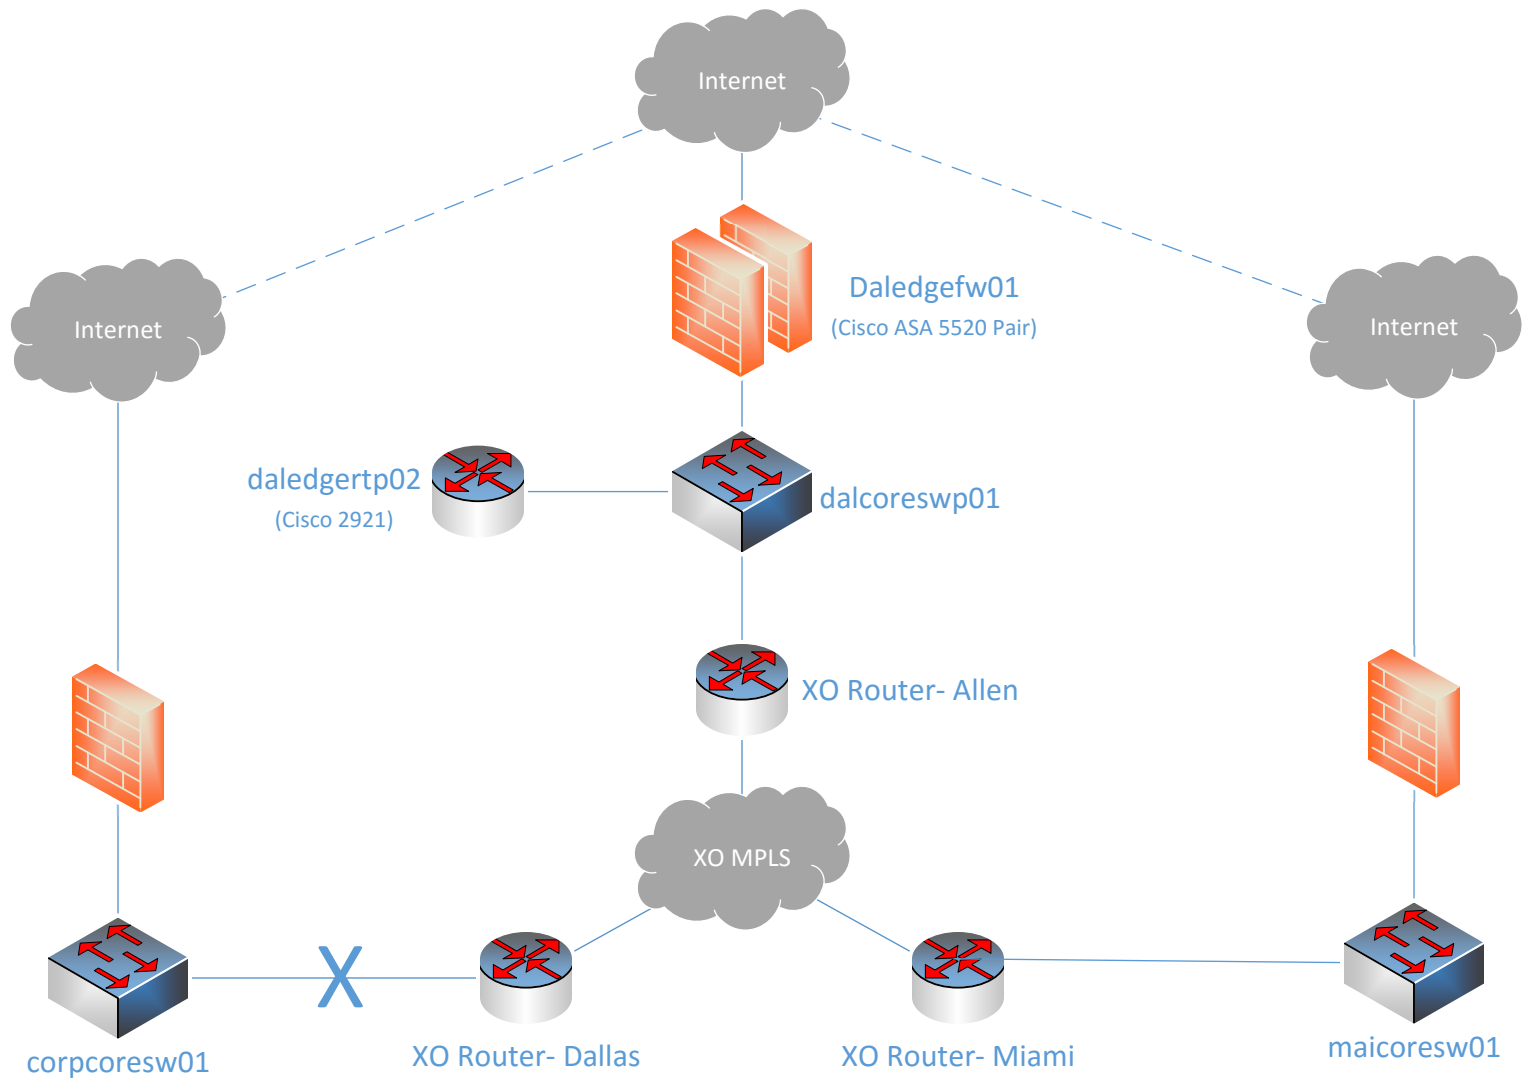 Internet
Daledgefw01
(Cisco ASA 5520 Pair)
Internet
Internet
daledgertp02
(Cisco 2921)
dalcoreswp01
XO Router- Allen
XO MPLS
X
corpcoresw01
XO Router- Dallas
XO Router- Miami
maicoresw01